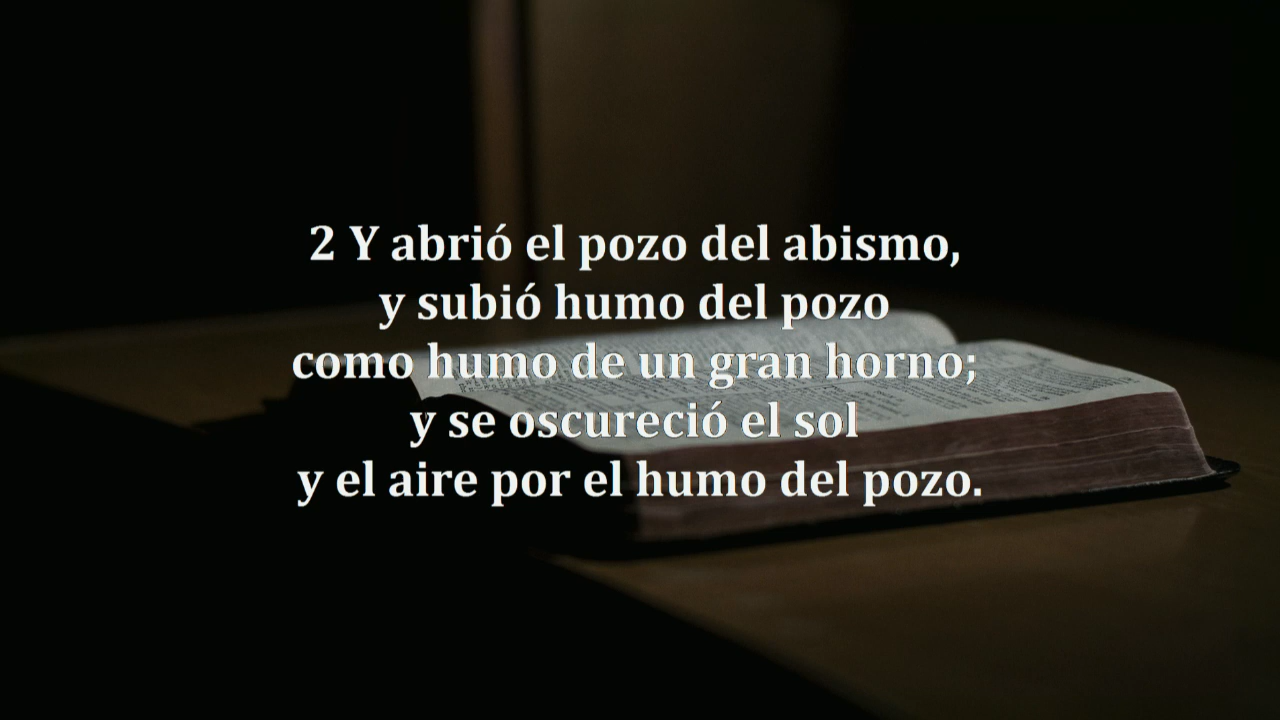 2 Y abrió el pozo del abismo,
y subió humo del pozo
como humo de un gran horno;
y se oscureció el sol
y el aire por el humo del pozo.